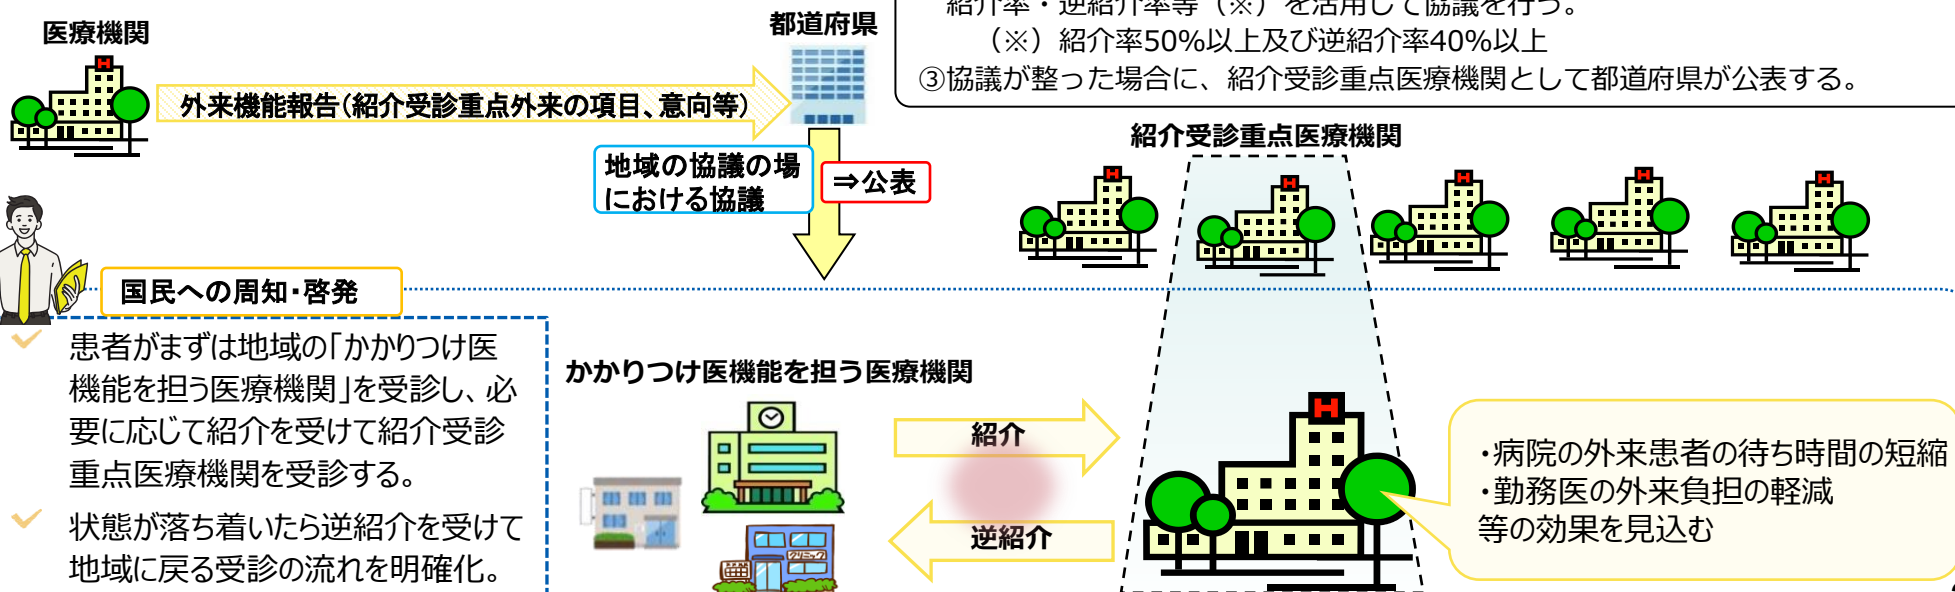 紹介率・逆紹介率等（※）を活用して協議を行う。
（※）紹介率50%以上及び逆紹介率40%以上
③協議が整った場合に、紹介受診重点医療機関として都道府県が公表する。
医療機関
都道府県
外来機能報告（紹介受診重点外来の項目、意向等）
地域の協議の場
における協議
⇒公表
紹介受診重点医療機関
国民への周知・啓発
患者がまずは地域の「かかりつけ医
機能を担う医療機関」を受診し、必
要に応じて紹介を受けて紹介受診
重点医療機関を受診する。
状態が落ち着いたら逆紹介を受けて
地域に戻る受診の流れを明確化。
かかりつけ医機能を担う医療機関
紹介
逆紹介
クリニック
・病院の外来患者の待ち時間の短縮
・勤務医の外来負担の軽減
等の効果を見込む